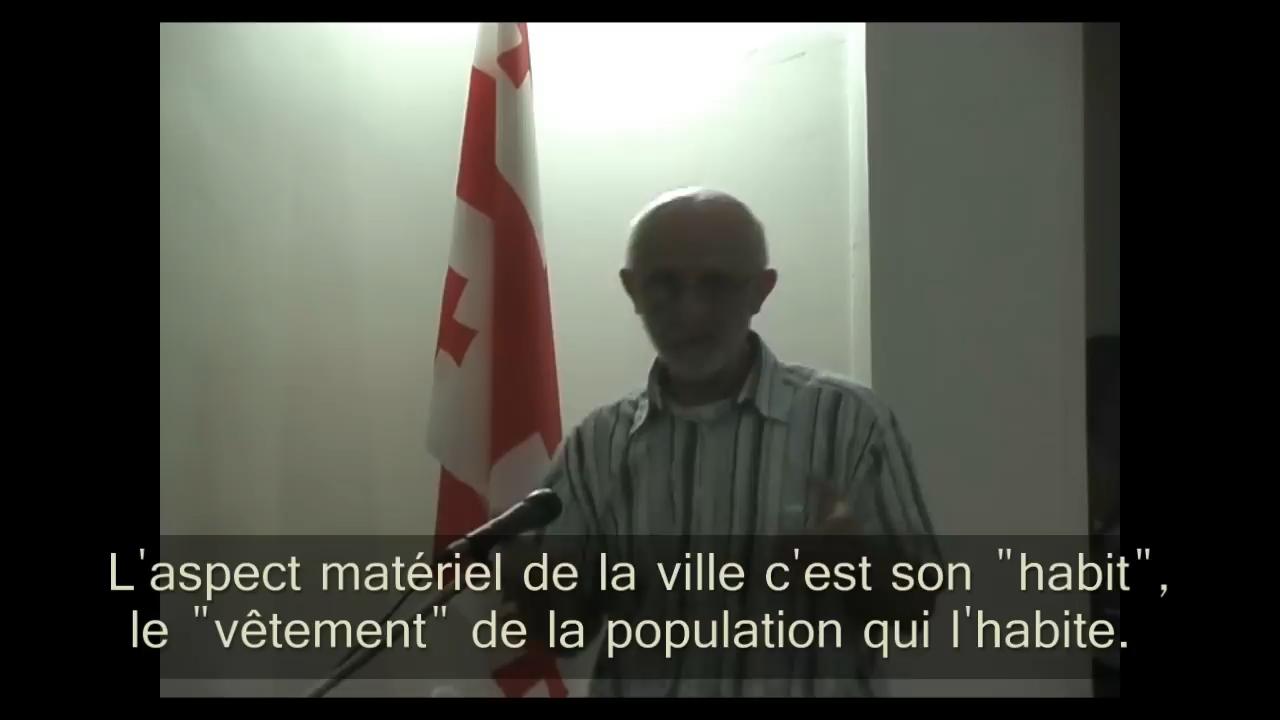 L'aspect matériel de la ville c'est son "habit",
le "vêtement" de la population qui l'habite.